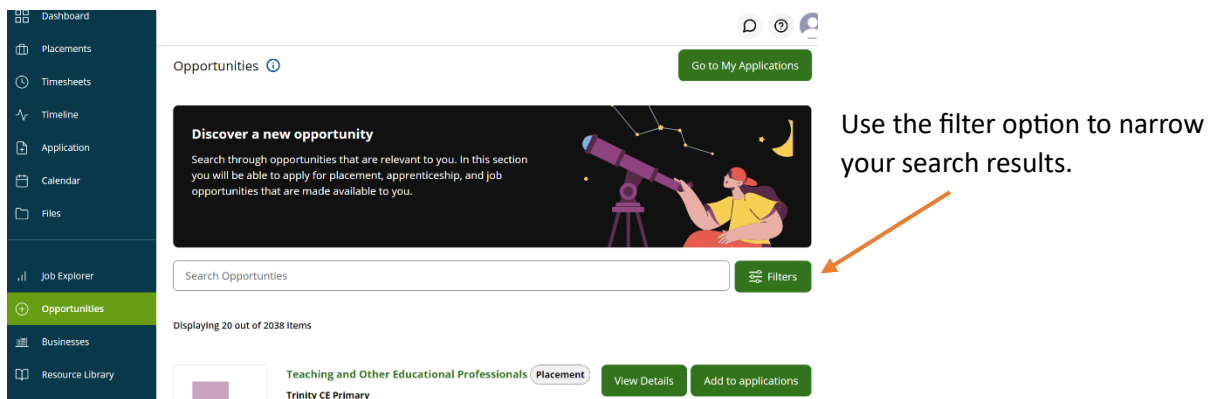 Dashboard
Placements
Timesheets
Timeline
Application
Calendar
Files
Job Explorer
Opportunities
Businesses
Resource Library
Opportunities
Go to My Applications
Discover a new opportunity
Search through opportunities that are relevant to you. In this section
you will be able to apply for placement, apprenticeship, and job
opportunities that are made available to you.
Search Opportunties
Filters
Displaying 20 out of 2038 items
Teaching and Other Educational Professionals Placement
Trinity CE Primary
View Details
Add to applications
Use the filter option to narrow
your search results.